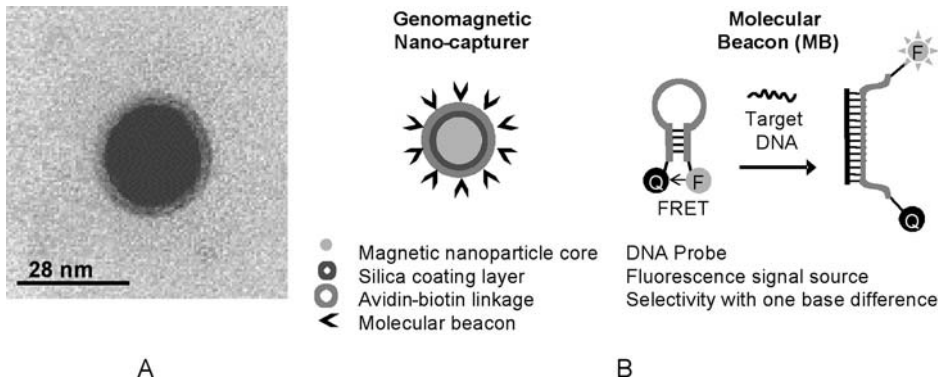 28 nm
A
Genomagnetic
Nano-capturer
Magnetic nanoparticle core
Silica coating layer
Avidin-biotin linkage
Molecular beacon
Molecular
Beacon (MB)
Target
DNA
Q
F
FRET
F
Q
DNA Probe
Fluorescence signal source
Selectivity with one base difference
B